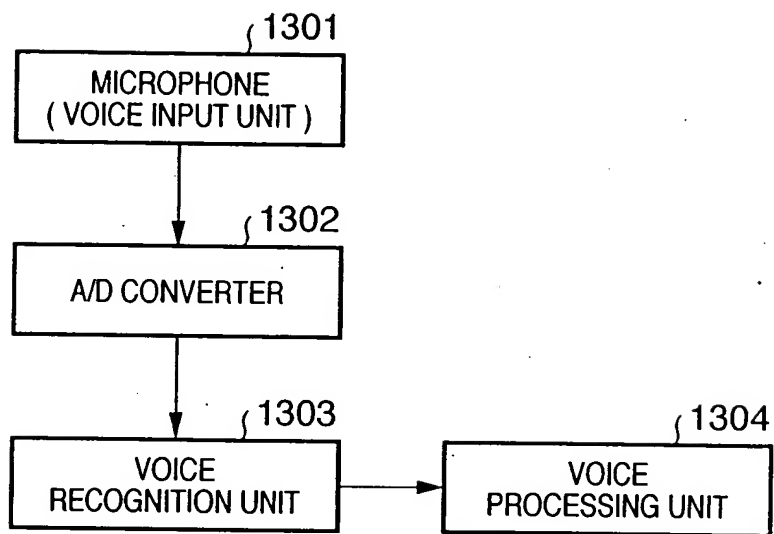 1301
MICROPHONE
( VOICE INPUT UNIT )
1302
A/D CONVERTER
1303
VOICE
RECOGNITION UNIT
1304
VOICE
PROCESSING UNIT